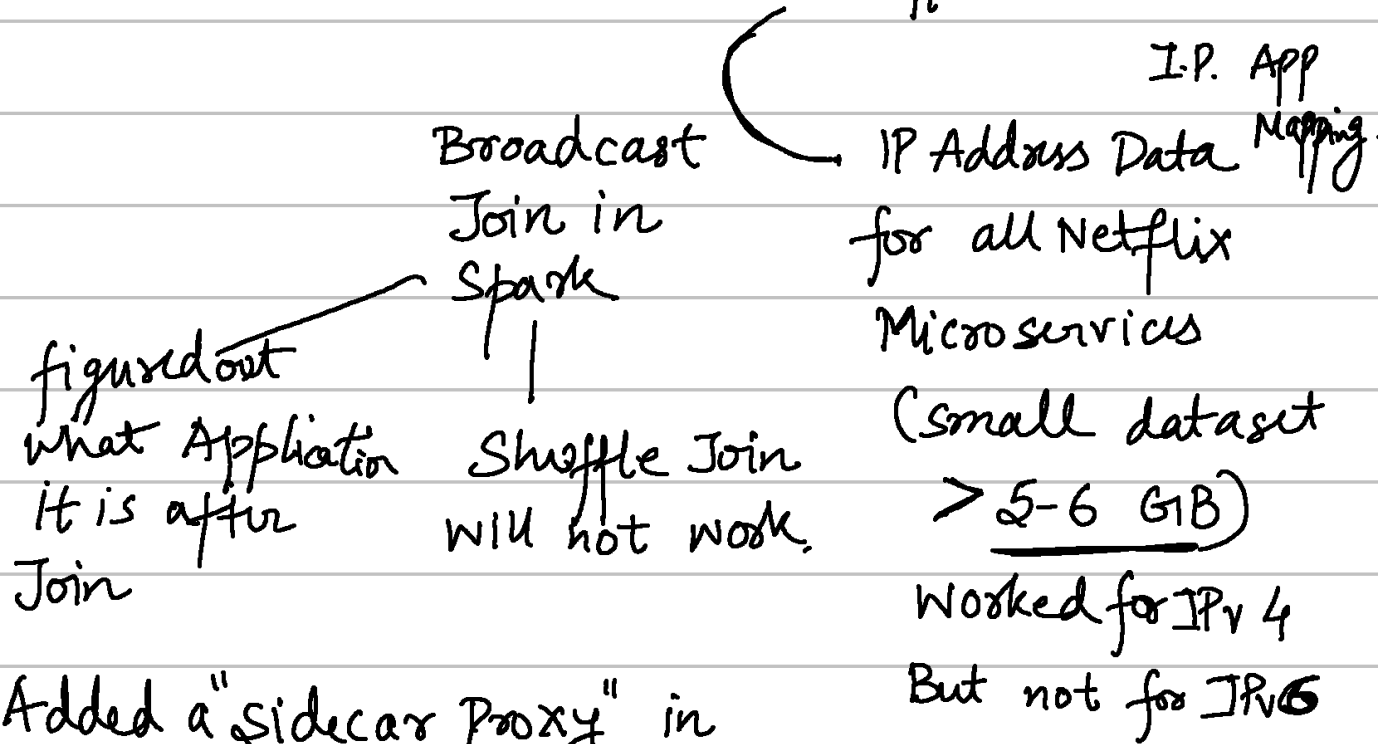 I.P. App
Mapping.
Broadcast
Join in
Spark
IP Address Data
for all Netflix
Microservices
(small dataset
> 5-6 GB)
Worked for IPv4
But not for IPv6
figured out
what Application
it is after
Join
Shuffle Join
will not work.
Added a "Sidecar Proxy" in